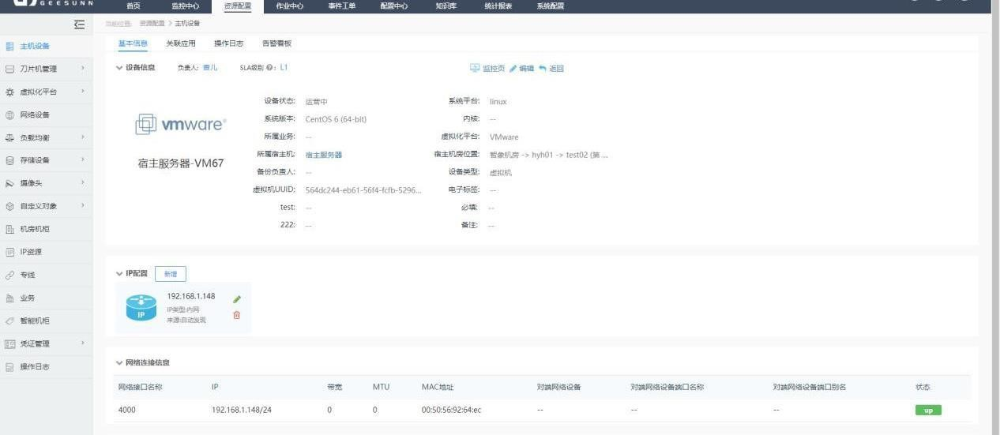 GEESUNN
首页 监控中心 资源配置 作业中心 事件工单 配置中心 知识库 统计报表 系统配置
当前位置: 资源配置 > 主机设备
主机设备
刀片机管理
虚拟化平台
网络设备
负载均衡
存储设备
摄像头
自定义对象
机房机柜
IP资源
专线
业务
智能机柜
凭证管理
操作日志
基本信息 关联应用 操作日志 告警看板
设备信息 负责人: 香儿 SLA级别 : L1 监控页 编辑 返回
vmware
宿主服务器-VM67
设备状态: 运营中 系统平台: linux
系统版本: CentOS 6 (64-bit) 内核: --
所属业务: -- 虚拟化平台: VMware
所属宿主机: 宿主服务器 宿主机房位置: 智象机房 -> hyh01 -> test02 (第 ...
备份负责人: -- 设备类型: 虚拟机
虚拟机UUID: 564dc244-eb61-56f4-fcfb-5296... 电子标签: --
test: -- 必填: --
222: -- 备注: --
IP配置 新增
IP
192.168.1.148
IP类型:内网
来源:自动发现
网络连接信息
网络接口名称 IP 带宽 MTU MAC地址 对端网络设备 对端网络设备端口名称 对端网络设备端口别名 状态
4000 192.168.1.148/24 0 0 00:50:56:92:64:ec -- -- -- up